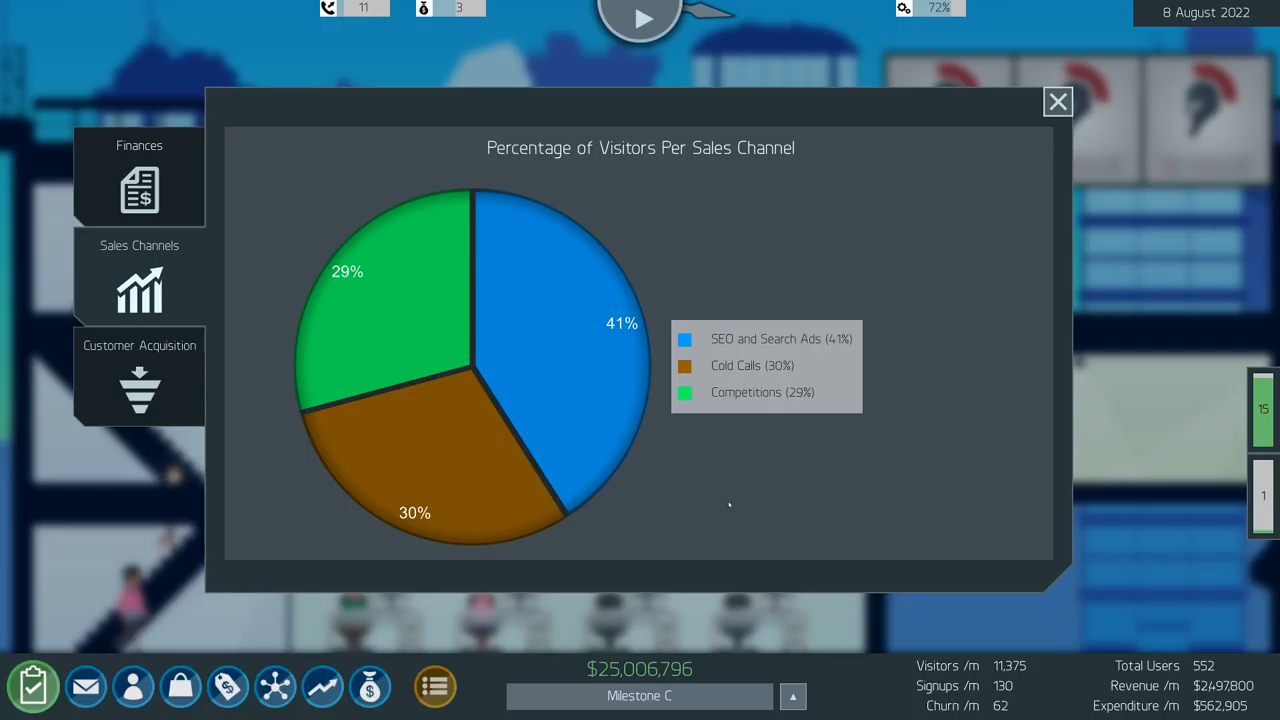 11
3
72%
8 August 2022
Finances
Sales Channels
Customer Acquisition
Percentage of Visitors Per Sales Channel
29%
41%
30%
SEO and Search Ads (41%)
Cold Calls (30%)
Competitions (29%)
15
1
$25,006,796
Milestone C
Visitors /m 11,375
Signups /m 130
Churn /m 62
Total Users 552
Revenue /m $2,497,800
Expenditure /m $562,905